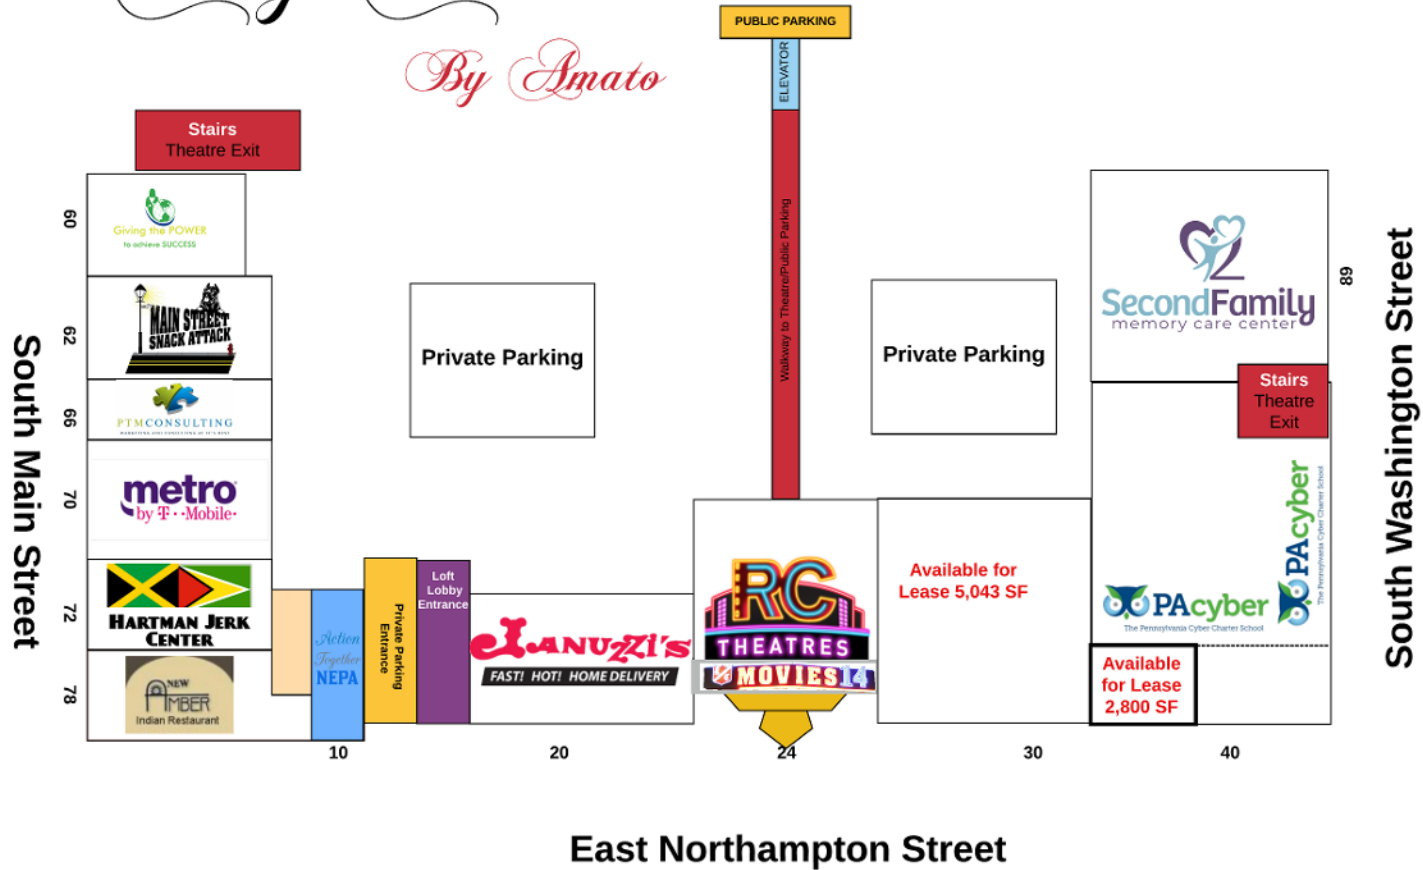 By Amato
PUBLIC PARKING
ELEVATOR
Walkway to Theatre/Public Parking
Stairs
Theatre Exit
60
Giving the POWER
to achieve SUCCESS
62
MAIN STREET
SNACK ATTACK
66
PTMCONSULTING
70
metro
by T-Mobile
72
HARTMAN JERK
CENTER
78
NEW
AMBER
Indian Restaurant
South Main Street
Private Parking
Private Parking
Action
Together
NEPA
Private Parking
Entrance
Loft
Lobby
Entrance
JANUZZI'S
FAST! HOT! HOME DELIVERY
RC
THEATRES
MOVIES 14
Available for
Lease 5,043 SF
2
SecondFamily
memory care center
89
Stairs
Theatre
Exit
PAcyber
The Pennsylvania Cyber Charter School
PAcyber
The Pennsylvania Cyber Charter School
Available
for Lease
2,800 SF
South Washington Street
10
20
24
30
40
East Northampton Street